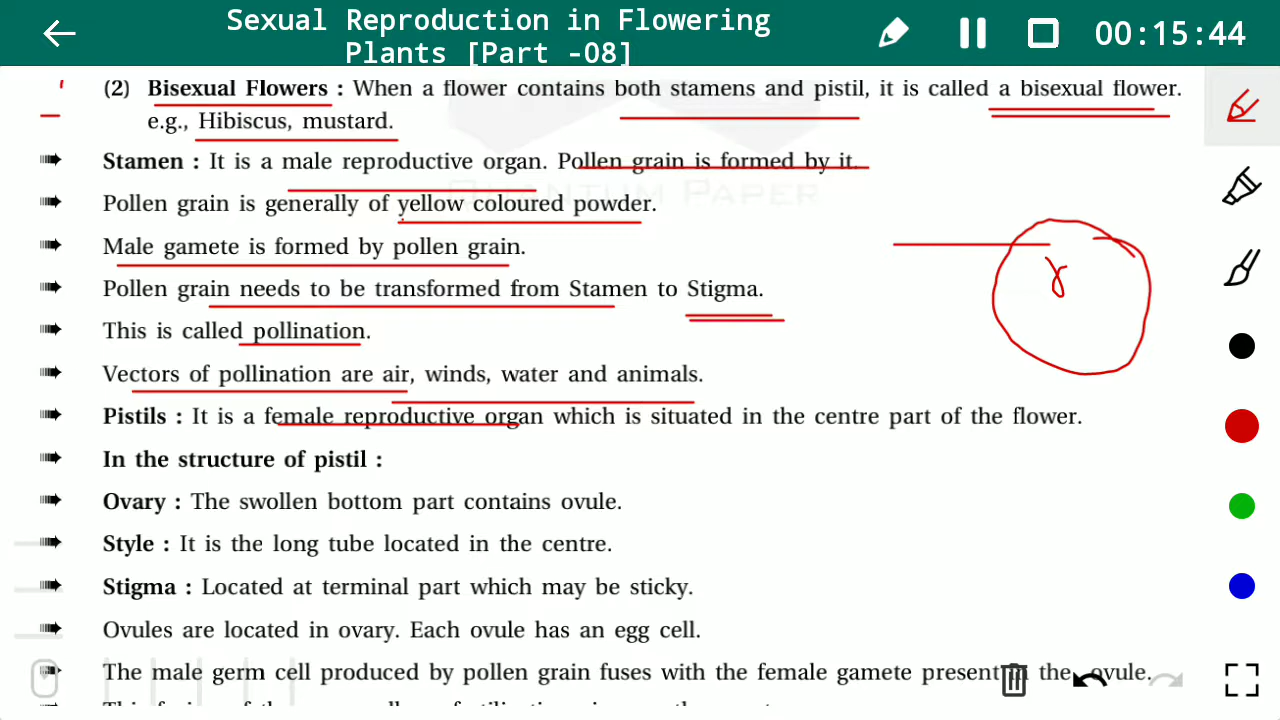 Sexual Reproduction in Flowering
Plants [Part -08]
00:15:44
(2) Bisexual Flowers : When a flower contains both stamens and pistil, it is called a bisexual flower.
e.g., Hibiscus, mustard.
Stamen : It is a male reproductive organ. Pollen grain is formed by it.
QUANTUM PAPER
Pollen grain is generally of yellow coloured powder.
Male gamete is formed by pollen grain.
Pollen grain needs to be transformed from Stamen to Stigma.
This is called pollination.
Vectors of pollination are air, winds, water and animals.
Pistils : It is a female reproductive organ which is situated in the centre part of the flower.
In the structure of pistil :
Ovary : The swollen bottom part contains ovule.
Style : It is the long tube located in the centre.
Stigma : Located at terminal part which may be sticky.
Ovules are located in ovary. Each ovule has an egg cell.
The male germ cell produced by pollen grain fuses with the female gamete present in the ovule.